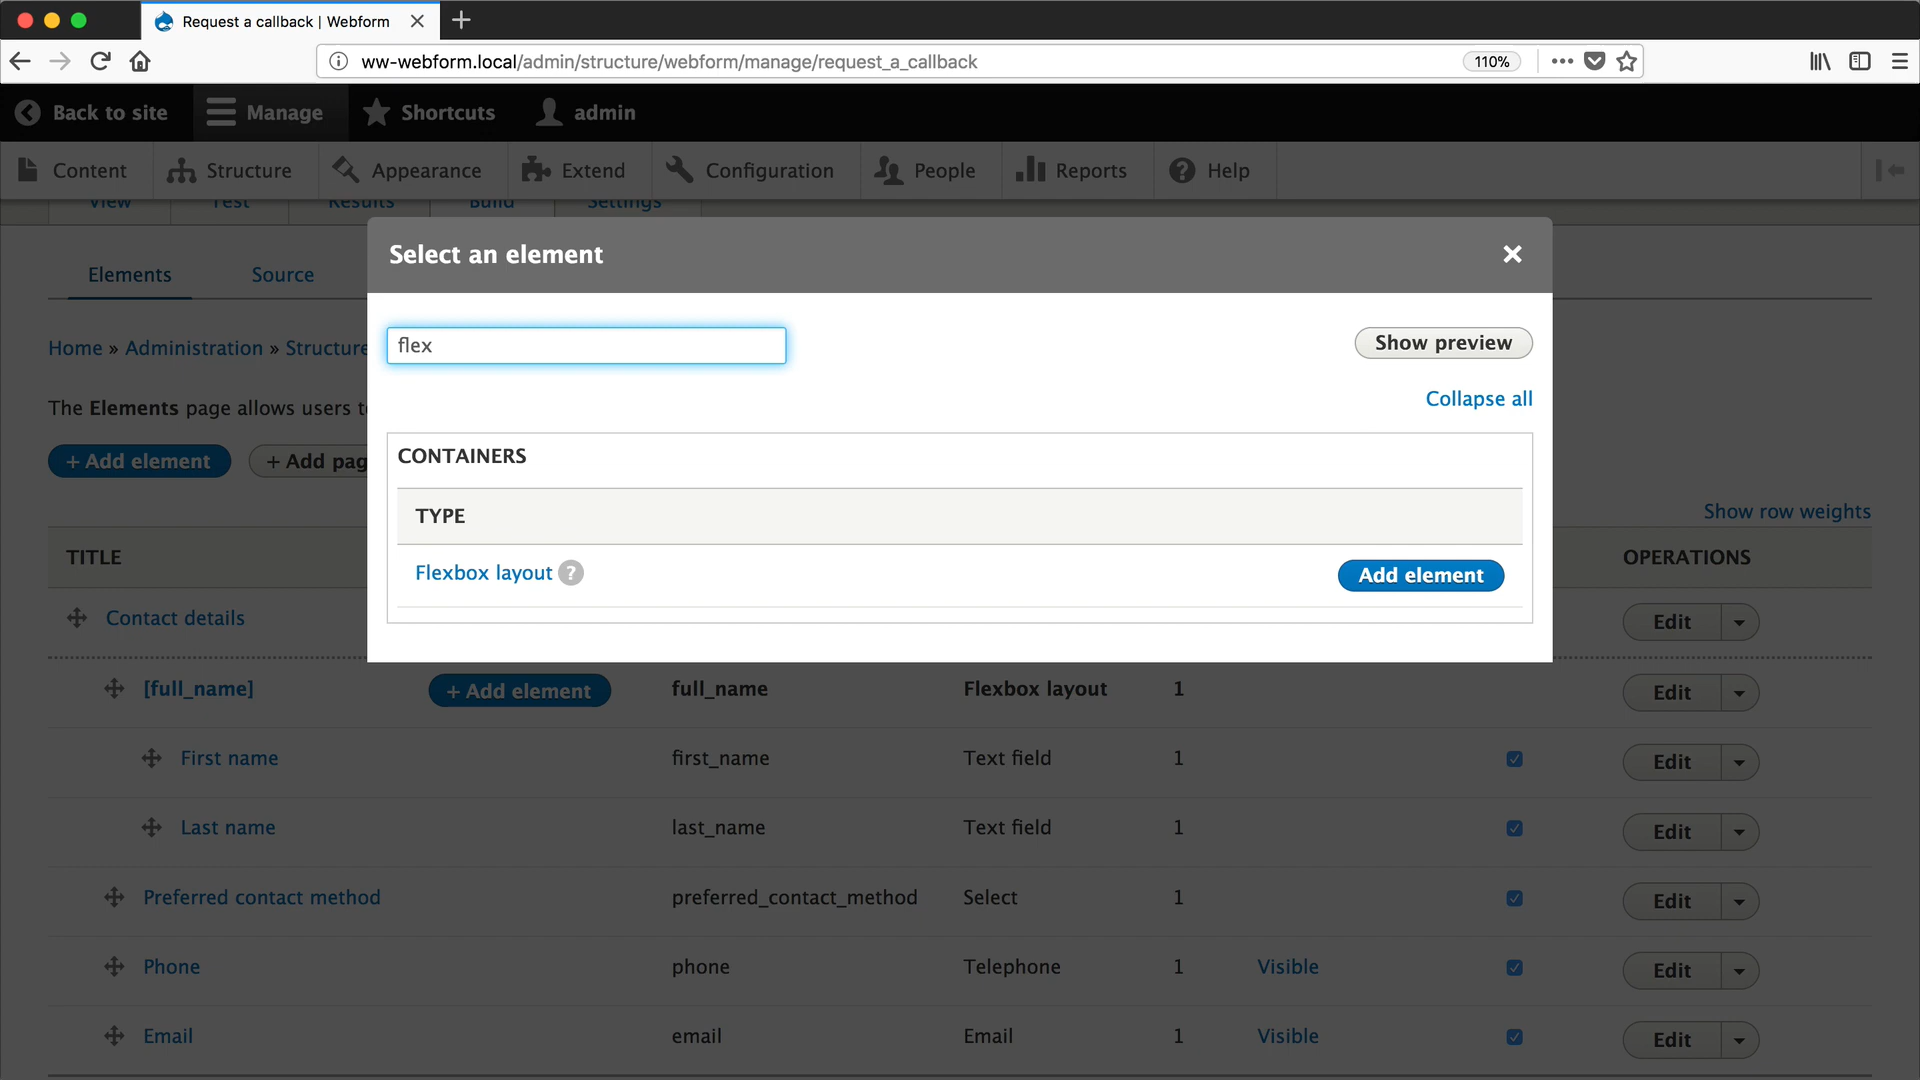 Request a callback | Webform
ww-webform.local/admin/structure/webform/manage/request_a_callback 110%
Back to site Manage Shortcuts admin
Content Structure Appearance Extend Configuration People Reports Help
View Test Results Build Settings
Select an element
Elements Source
flex Show preview
Home » Administration » Structure
Collapse all
The Elements page allows users
CONTAINERS
+ Add element + Add pag
TYPE
Show row weights
TITLE OPERATIONS
Flexbox layout ? Add element
Contact details Edit
[full_name] + Add element full_name Flexbox layout 1 Edit
First name first_name Text field 1 Edit
Last name last_name Text field 1 Edit
Preferred contact method preferred_contact_method Select 1 Edit
Phone phone Telephone 1 Visible Edit
Email email Email 1 Visible Edit